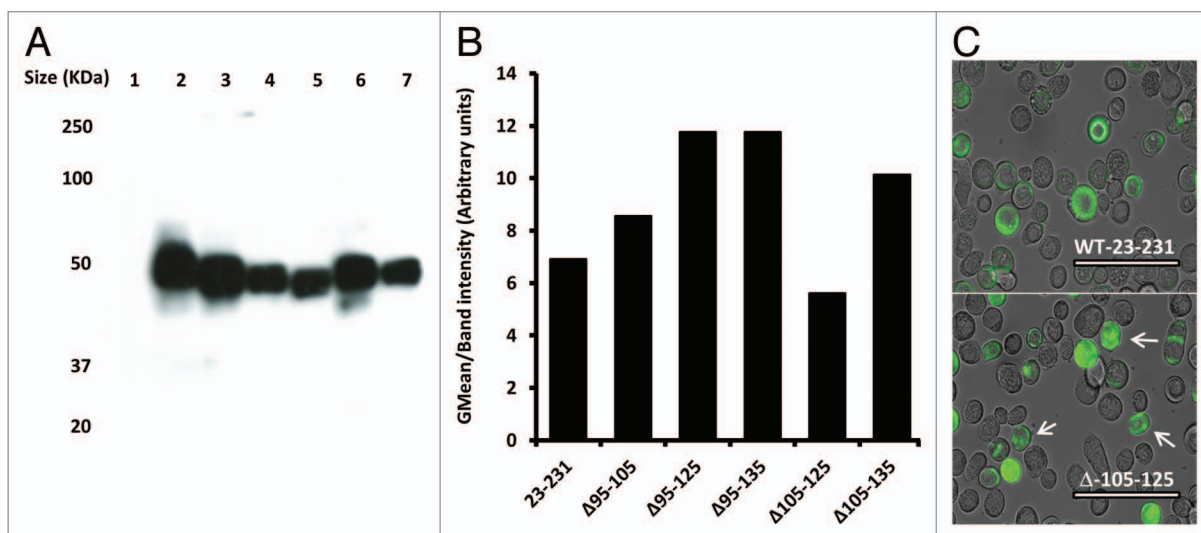 A
Size (KDa) 1 2 3 4 5 6 7
250
100
50
37
20
B
GMean/Band intensity (Arbitrary units)
14
12
10
8
6
4
2
0
23-231
Δ95-105
Δ95-125
Δ95-135
Δ105-125
Δ105-135
C
WT-23-231
Δ-105-125